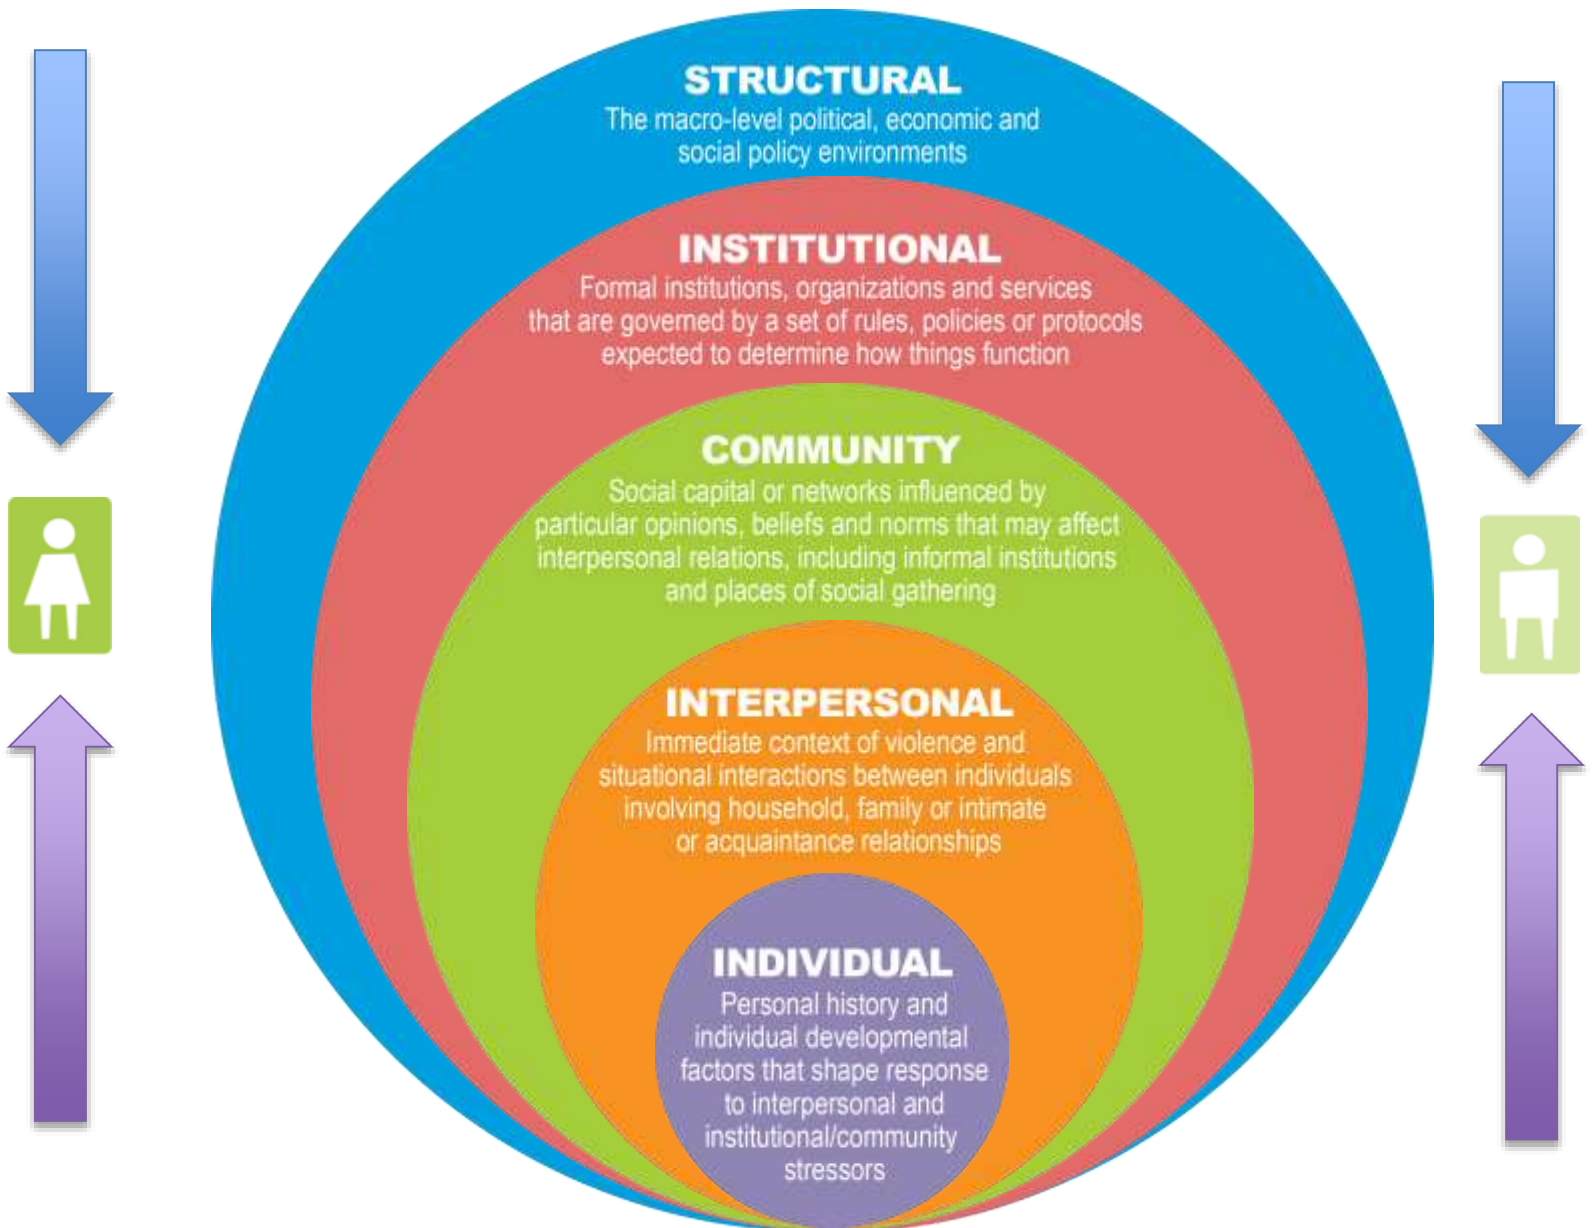 STRUCTURAL
The macro-level political, economic and
social policy environments
INSTITUTIONAL
Formal institutions, organizations and services
that are governed by a set of rules, policies or protocols
expected to determine how things function
COMMUNITY
Social capital or networks influenced by
particular opinions, beliefs and norms that may affect
interpersonal relations, including informal institutions
and places of social gathering
INTERPERSONAL
Immediate context of violence and
situational interactions between individuals
involving household, family or intimate
or acquaintance relationships
INDIVIDUAL
Personal history and
individual developmental
factors that shape response
to interpersonal and
institutional/community
stressors